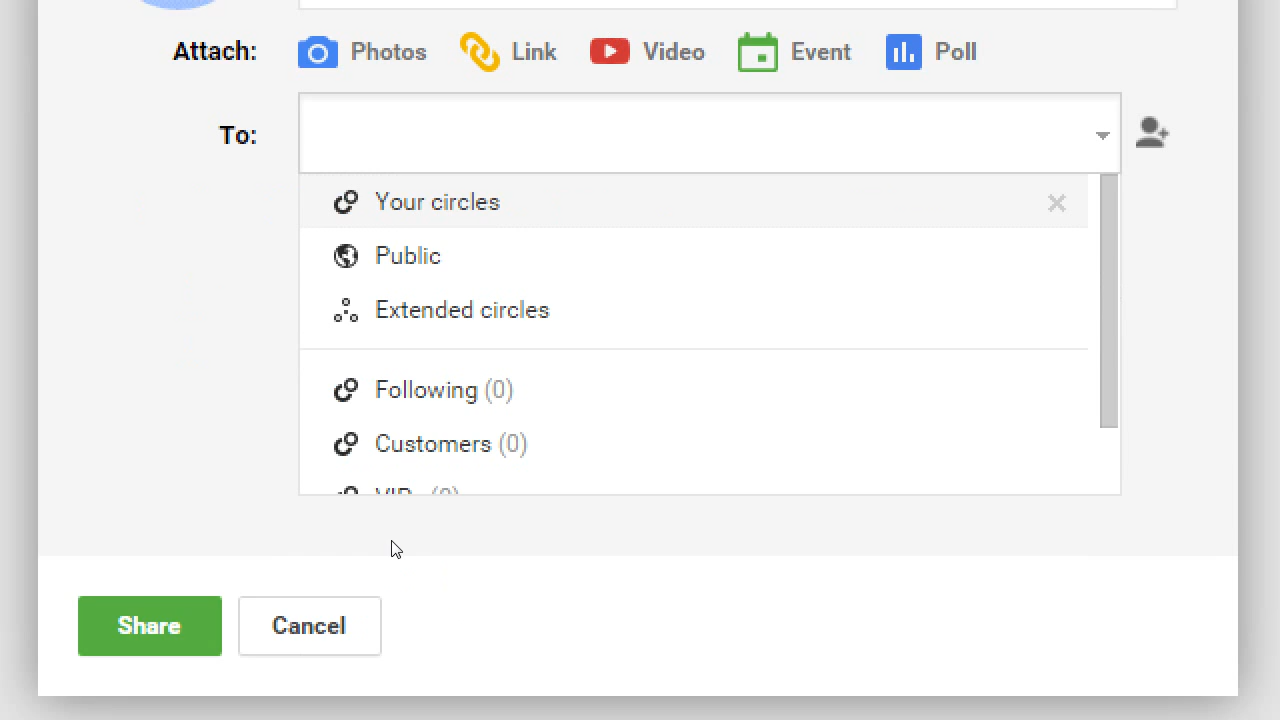 Attach: Photos Link Video Event Poll
To:
Your circles
Public
Extended circles
Following (0)
Customers (0)
Share Cancel